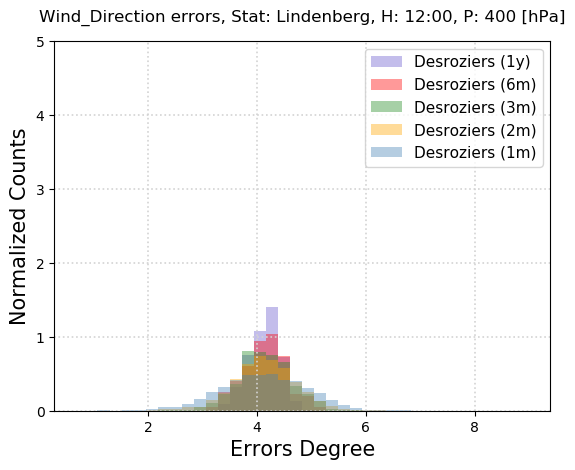 Wind_Direction errors, Stat: Lindenberg, H: 12:00, P: 400 [hPa]
5
4
3
2
1
0
Normalized Counts
Desroziers (1y)
Desroziers (6m)
Desroziers (3m)
Desroziers (2m)
Desroziers (1m)
2 4 6 8
Errors Degree